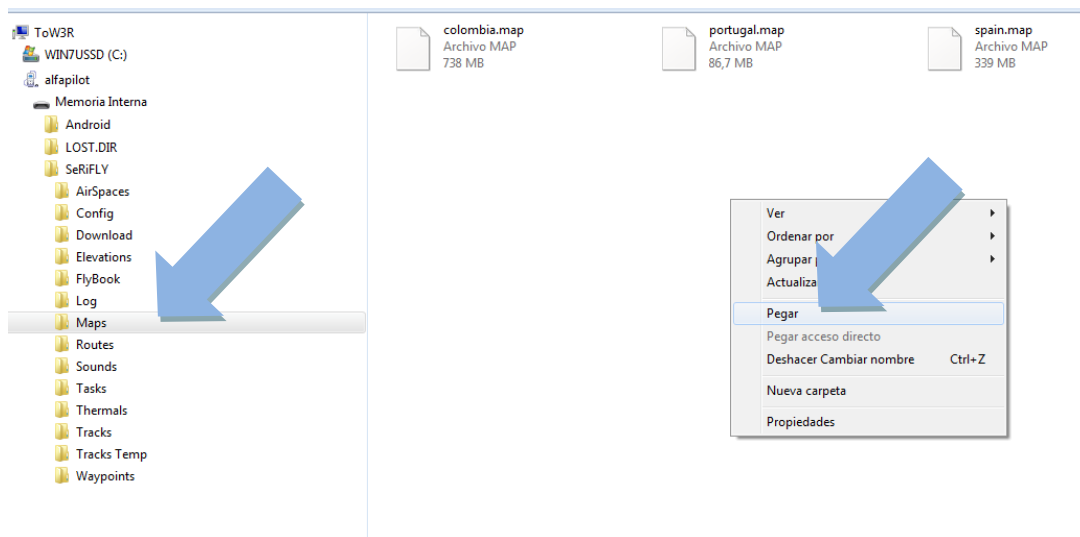 ToW3R
WIN7USSD (C:)
alfapilot
Memoria Interna
Android
LOST.DIR
SeRiFLY
AirSpaces
Config
Download
Elevations
FlyBook
Log
Maps
Routes
Sounds
Tasks
Thermals
Tracks
Tracks Temp
Waypoints
colombia.map
Archivo MAP
738 MB
portugal.map
Archivo MAP
86,7 MB
spain.map
Archivo MAP
339 MB
Ver
Ordenar por
Agrupar
Pegar
Pegar acceso directo
Deshacer Cambiar nombre Ctrl+Z
Nueva carpeta
Propiedades